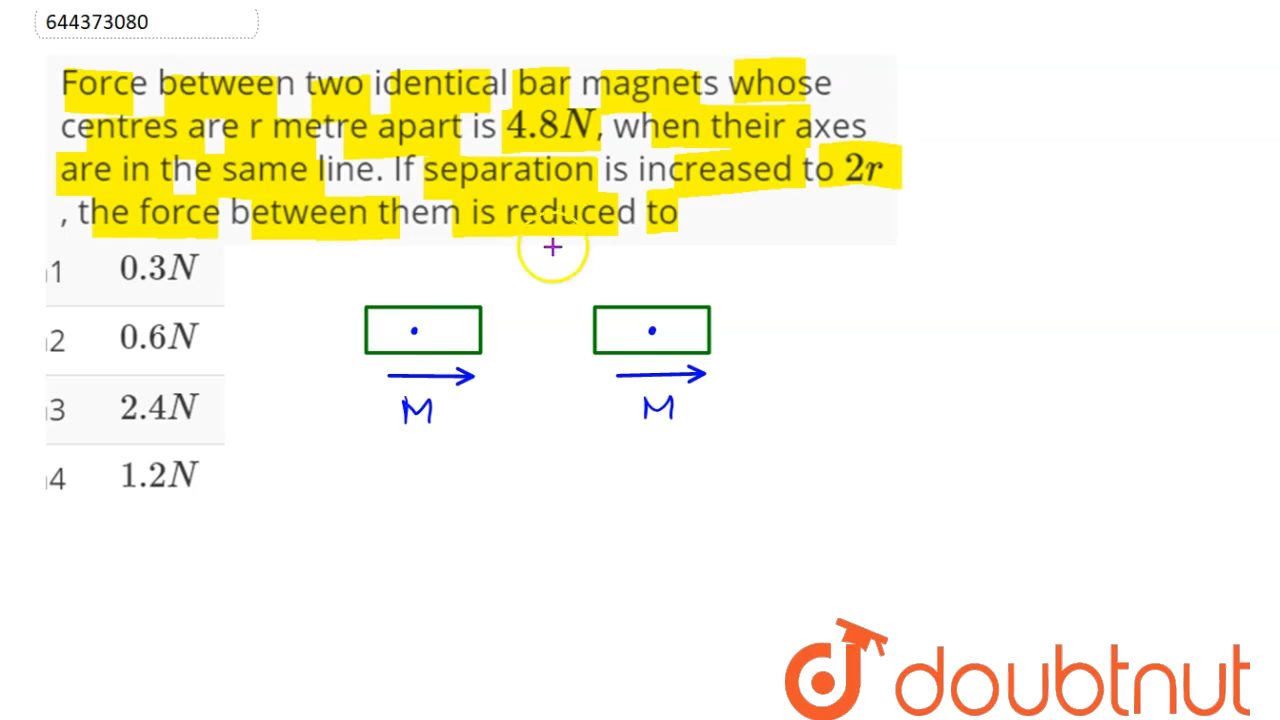 644373080
Force between two identical bar magnets whose
centres are r metre apart is 4.8N, when their axes
are in the same line. If separation is increased to 2r
, the force between them is reduced to
1 0.3N
2 0.6N
3 2.4N
4 1.2N
M M
doubtnut